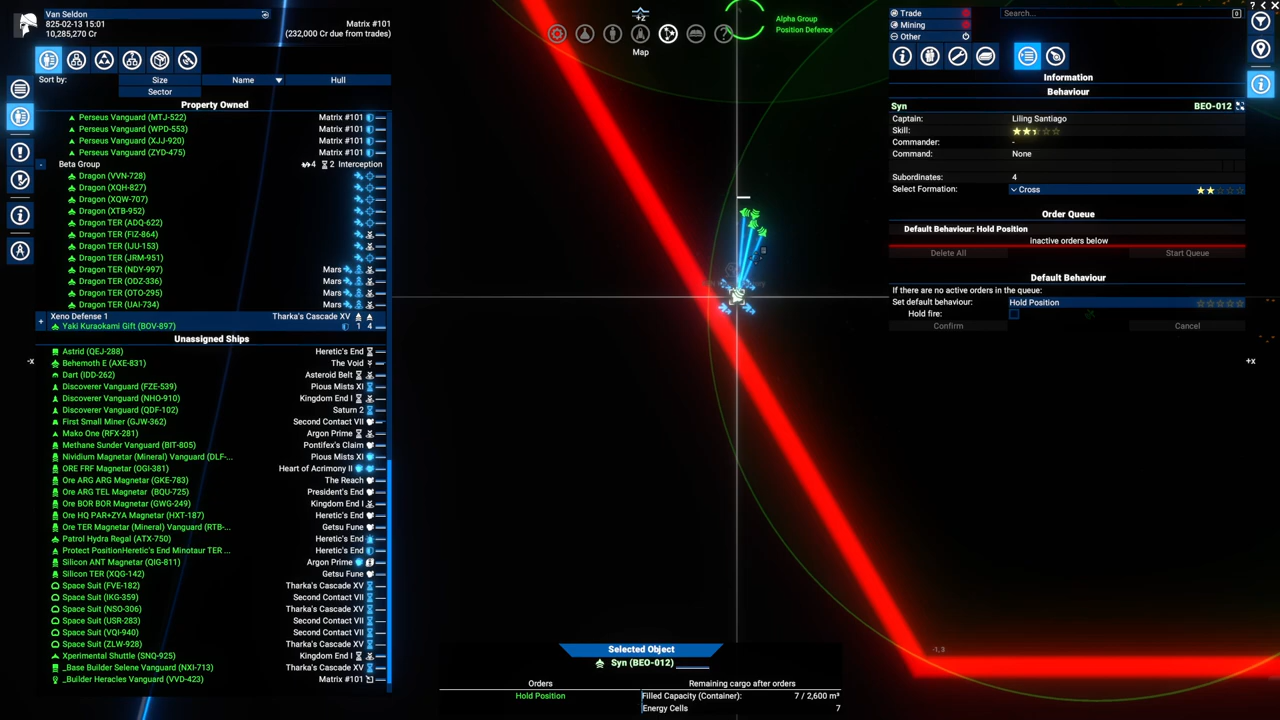 Van Seldon
825-02-13 15:01
10,285,270 Cr
Matrix #101
(232,000 Cr due from trades)
Sort by:
Size
Name
Hull
Sector
Property Owned
Perseus Vanguard (MTJ-522) Matrix #101
Perseus Vanguard (WPD-553) Matrix #101
Perseus Vanguard (XJJ-920) Matrix #101
Perseus Vanguard (ZYD-475) Matrix #101
- Beta Group 4 2 Interception
Dragon (VVN-728)
Dragon (XQH-827)
Dragon (XQW-707)
Dragon (XTB-952)
Dragon TER (ADQ-622)
Dragon TER (FIZ-864)
Dragon TER (IJU-153)
Dragon TER (JRM-951)
Dragon TER (NDY-997) Mars
Dragon TER (ODZ-336) Mars
Dragon TER (OTO-295) Mars
Dragon TER (UAI-734) Mars
Xeno Defense 1 Tharka's Cascade XV
+ Yaki Kuraokami Gift (BOV-897) 1 4
Unassigned Ships
Astrid (QEJ-288) Heretic's End
Behemoth E (AXE-831) The Void
Dart (IDD-262) Asteroid Belt
Discoverer Vanguard (FZE-539) Pious Mists XI
Discoverer Vanguard (NHO-910) Kingdom End I
Discoverer Vanguard (QDF-102) Saturn 2
First Small Miner (GJW-362) Second Contact VII
Mako One (RFX-281) Argon Prime
Methane Sunder Vanguard (BIT-805) Pontifex's Claim
Nividium Magnetar (Mineral) Vanguard (DLF-... Pious Mists XI
ORE FRF Magnetar (OGI-381) Heart of Acrimony II
Ore ARG ARG Magnetar (GKE-783) The Reach
Ore ARG TEL Magnetar (BQU-725) President's End
Ore BOR BOR Magnetar (GWG-249) Kingdom End I
Ore HQ PAR+ZYA Magnetar (HXT-187) Heretic's End
Ore TER Magnetar (Mineral) Vanguard (RTB-... Getsu Fune
Patrol Hydra Regal (ATX-750) Heretic's End
Protect PositionHeretic's End Minotaur TER ... Heretic's End
Silicon ANT Magnetar (QIG-811) Argon Prime
Silicon TER (XQG-142) Getsu Fune
Space Suit (FVE-182) Tharka's Cascade XV
Space Suit (IKG-359) Second Contact VII
Space Suit (NSO-306) Tharka's Cascade XV
Space Suit (USR-283) Second Contact VII
Space Suit (VQI-940) Second Contact VII
Space Suit (ZLW-928) Tharka's Cascade XV
Xperimental Shuttle (SNQ-925) Kingdom End I
_Base Builder Selene Vanguard (NXI-713) Tharka's Cascade XV
_Builder Heracles Vanguard (VVD-423) Matrix #101
-x
+2
Map
Alpha Group
Position Defence
+x
-1,3
Selected Object
Syn (BEO-012)
Orders
Remaining cargo after orders
Hold Position
Filled Capacity (Container): 7 / 2,600 m³
Energy Cells 7
? < ×
Trade
Mining
Other
Search...
0
Information
Behaviour
Syn BEO-012
Captain: Liling Santiago
Skill:
Commander: -
Command: None
Subordinates: 4
Select Formation: Cross
Order Queue
Default Behaviour: Hold Position
inactive orders below
Delete All
Start Queue
Default Behaviour
If there are no active orders in the queue:
Set default behaviour: Hold Position
Hold fire:
Confirm
Cancel